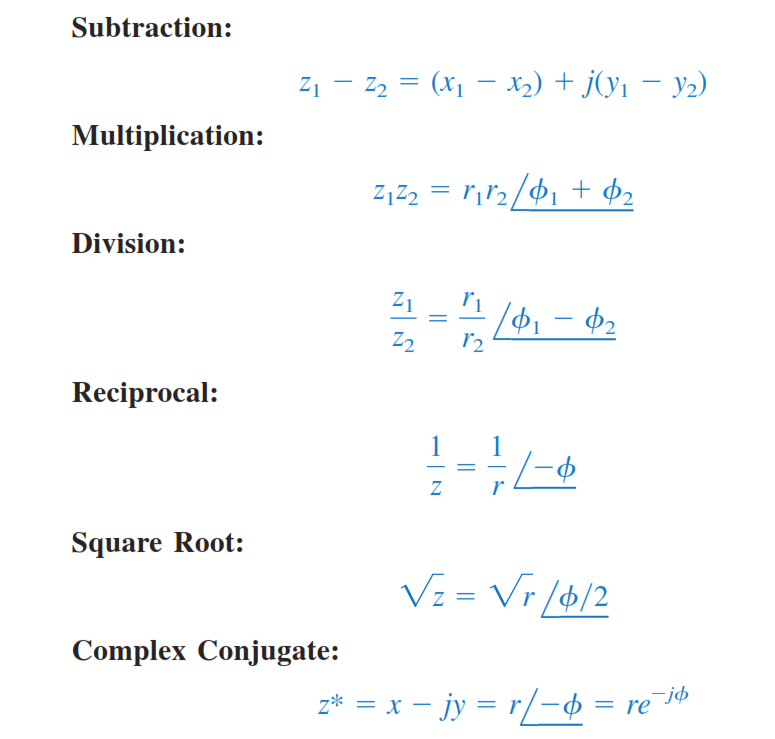 Subtraction:
z₁ − z₂ = (x₁ − x₂) + j(y₁ − y₂)
Multiplication:
z₁z₂ = r₁r₂ /ϕ₁ + ϕ₂
Division:
z₁/z₂ = r₁/r₂ /ϕ₁ − ϕ₂
Reciprocal:
1/z = 1/r /−ϕ
Square Root:
√z = √r /ϕ/2
Complex Conjugate:
z* = x − jy = r/−ϕ = re^−jϕ